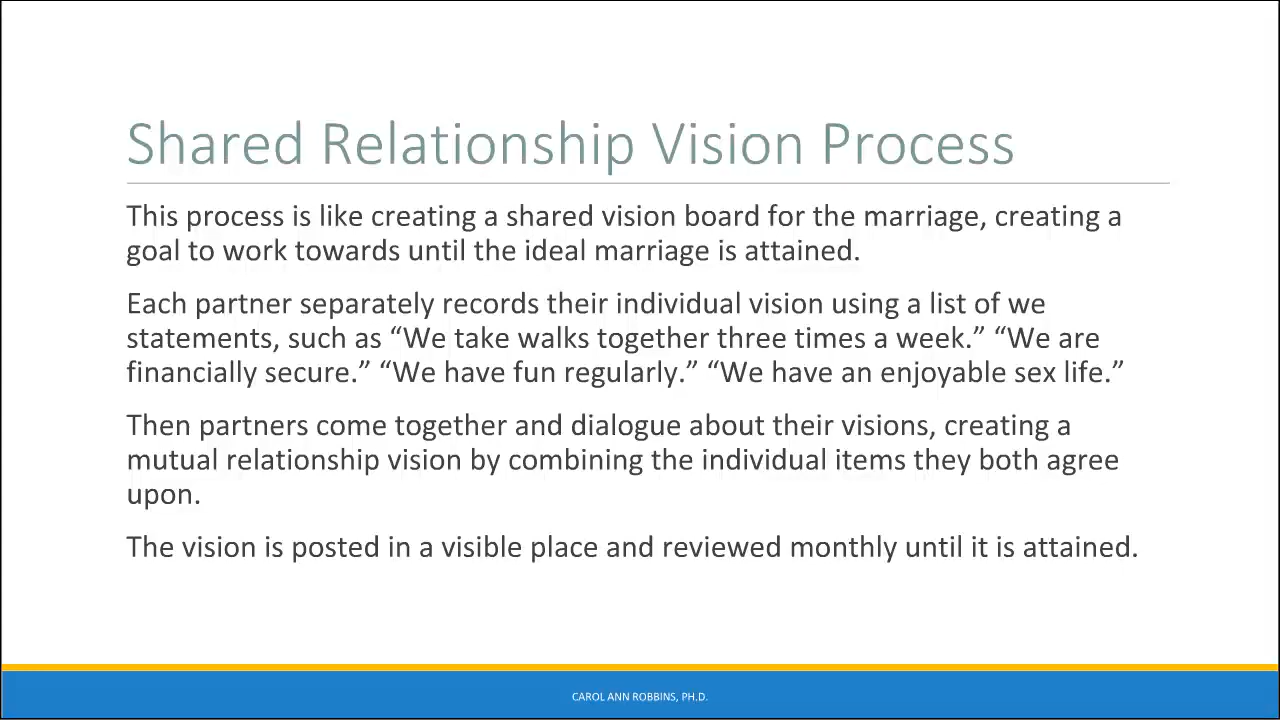 Shared Relationship Vision Process
This process is like creating a shared vision board for the marriage, creating a
goal to work towards until the ideal marriage is attained.
Each partner separately records their individual vision using a list of we
statements, such as “We take walks together three times a week.” “We are
financially secure.” “We have fun regularly.” “We have an enjoyable sex life.”
Then partners come together and dialogue about their visions, creating a
mutual relationship vision by combining the individual items they both agree
upon.
The vision is posted in a visible place and reviewed monthly until it is attained.
CAROL ANN ROBBINS, PH.D.